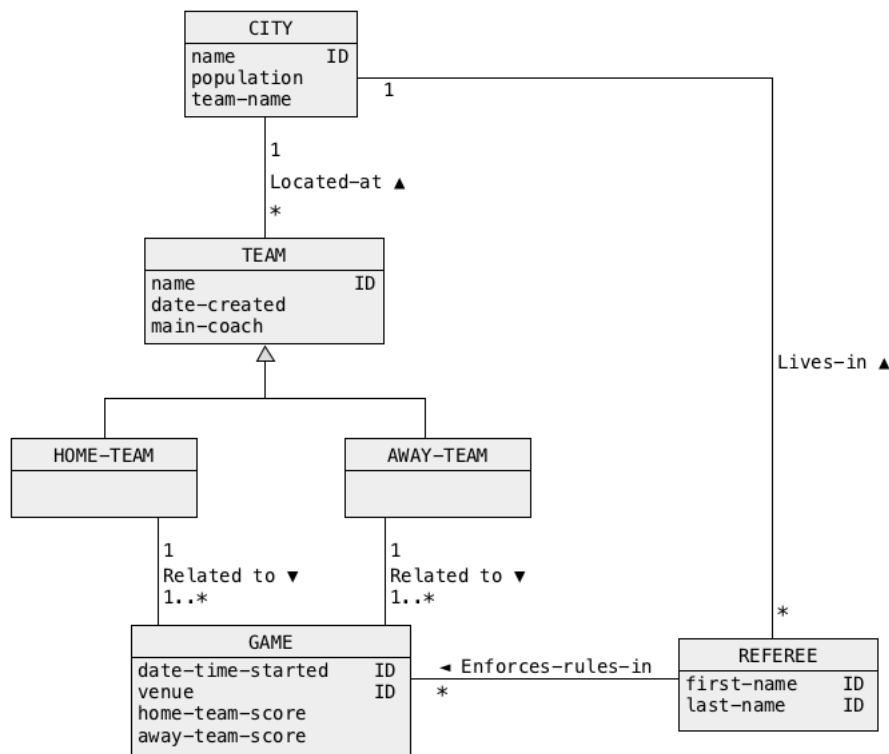 CITY
name ID
population
team-name
1
1
Located-at ▲
*
TEAM
name ID
date-created
main-coach
Lives-in ▲
HOME-TEAM
AWAY-TEAM
1
Related to ▼
1..*
1
Related to ▼
1..*
*
GAME
date-time-started ID
venue ID
home-team-score
away-team-score
◄ Enforces-rules-in
*
REFEREE
first-name ID
last-name ID